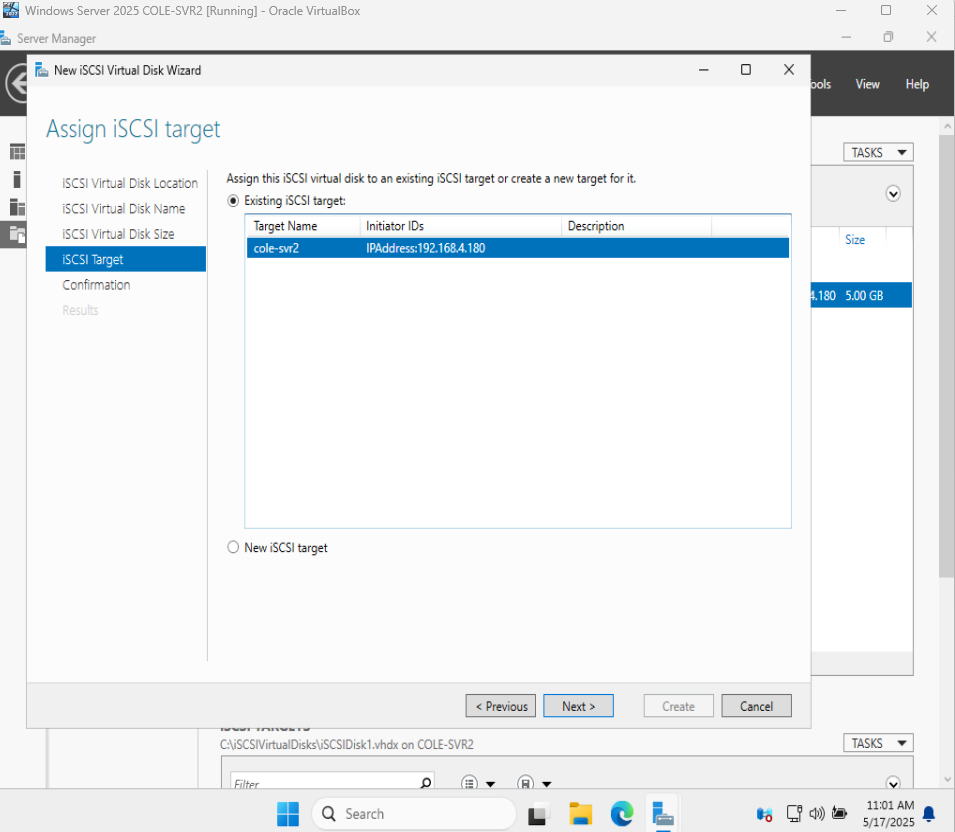 Windows Server 2025 COLE-SVR2 [Running] - Oracle VirtualBox
Server Manager
New iSCSI Virtual Disk Wizard
View
Help
Assign iSCSI target
TASKS
iSCSI Virtual Disk Location
iSCSI Virtual Disk Name
iSCSI Virtual Disk Size
iSCSI Target
Confirmation
Results
Assign this iSCSI virtual disk to an existing iSCSI target or create a new target for it.
Existing iSCSI target:
Target Name Initiator IDs Description
cole-svr2 IPAddress:192.168.4.180
Size
4.180 5.00 GB
New iSCSI target
< Previous Next > Create Cancel
iSCSI TARGETS
C:\iSCSIVirtualDisks\iSCSIDisk1.vhdx on COLE-SVR2
TASKS
Filter
Search
11:01 AM
5/17/2025